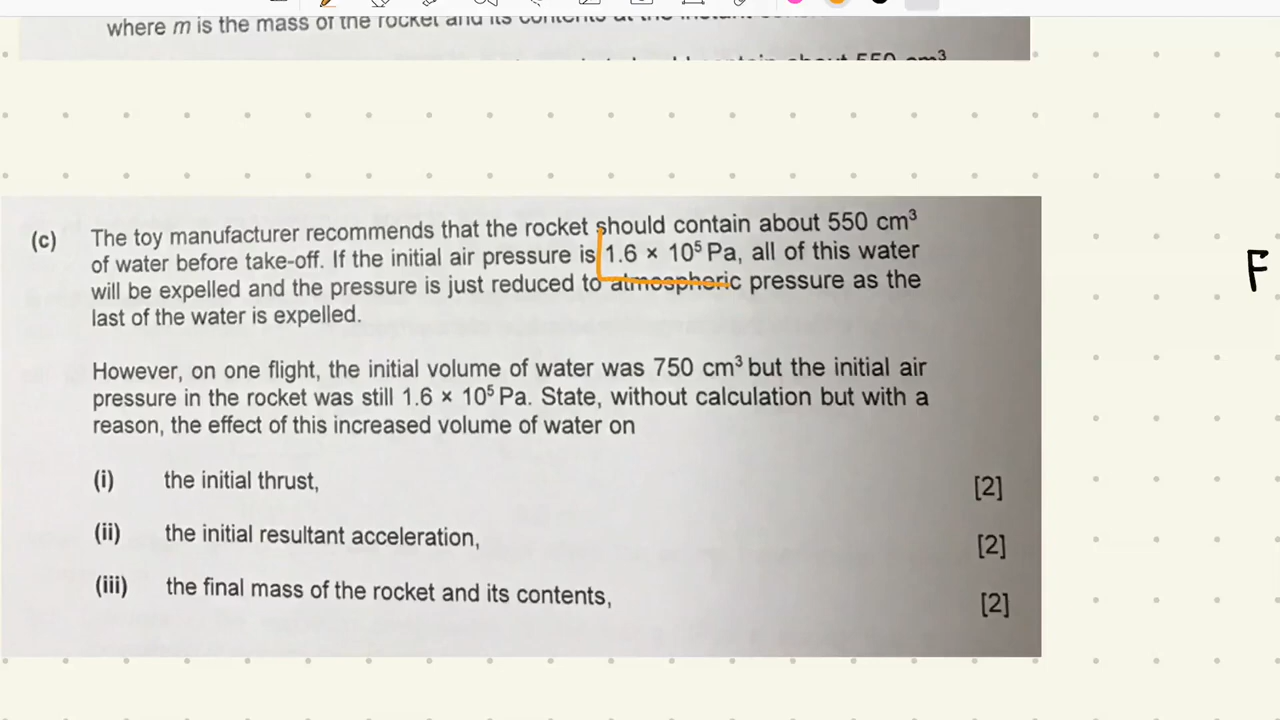 where m is the mass of the rocket and its contents at the instant
about 550 cm³
(c) The toy manufacturer recommends that the rocket should contain about 550 cm³
of water before take-off. If the initial air pressure is 1.6 × 10⁵ Pa, all of this water
will be expelled and the pressure is just reduced to atmospheric pressure as the
last of the water is expelled.
However, on one flight, the initial volume of water was 750 cm³ but the initial air
pressure in the rocket was still 1.6 × 10⁵ Pa. State, without calculation but with a
reason, the effect of this increased volume of water on
(i) the initial thrust, [2]
(ii) the initial resultant acceleration, [2]
(iii) the final mass of the rocket and its contents, [2]
F